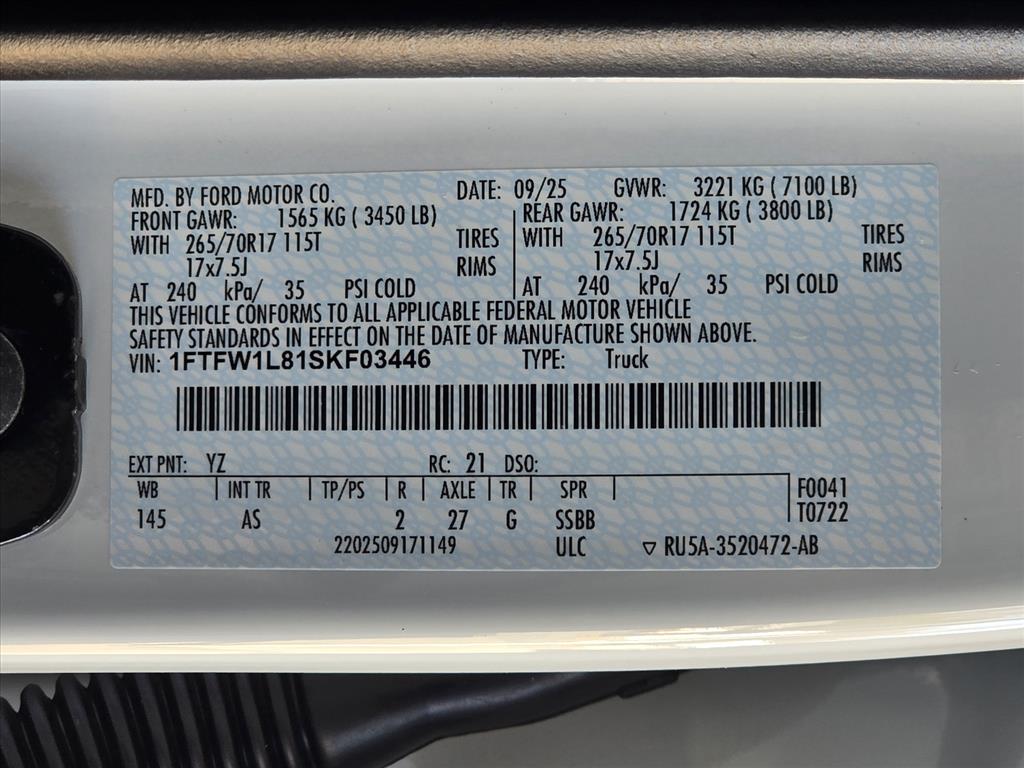 MFD. BY FORD MOTOR CO. DATE: 09/25 GVWR: 3221 KG ( 7100 LB)
FRONT GAWR: 1565 KG ( 3450 LB) REAR GAWR: 1724 KG ( 3800 LB)
WITH 265/70R17 115T TIRES WITH 265/70R17 115T TIRES
17x7.5J RIMS 17x7.5J RIMS
AT 240 kPa/ 35 PSI COLD AT 240 kPa/ 35 PSI COLD
THIS VEHICLE CONFORMS TO ALL APPLICABLE FEDERAL MOTOR VEHICLE
SAFETY STANDARDS IN EFFECT ON THE DATE OF MANUFACTURE SHOWN ABOVE.
VIN: 1FTFW1L81SKF03446 TYPE: Truck
EXT PNT: YZ RC: 21 DSO:
WB INT TR TP/PS R AXLE TR SPR F0041
145 AS 2 27 G SSBB T0722
2202509171149 ULC ▽ RU5A-3520472-AB